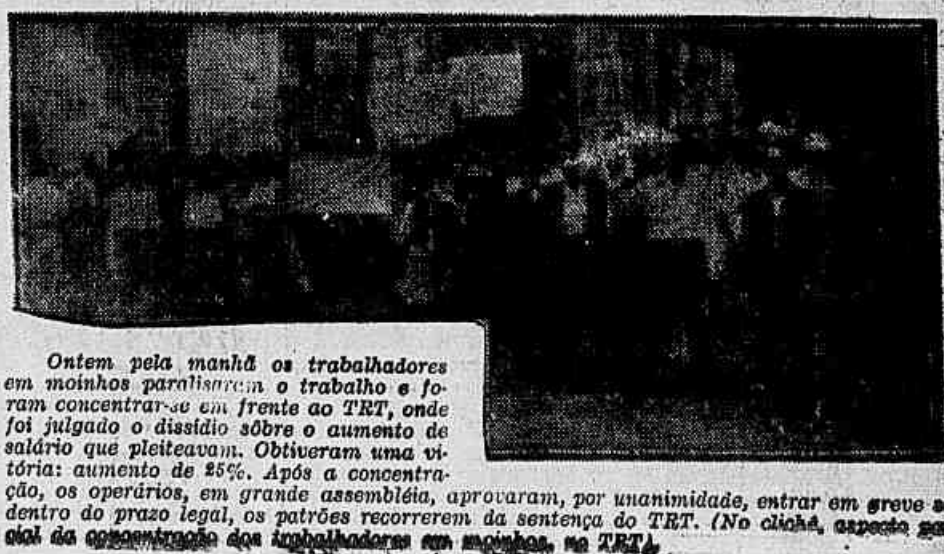 Ontem pela manhã os trabalhadores
em moinhos paralisaram o trabalho e fo-
ram concentrar-se em frente ao TRT, onde
foi julgado o dissídio sôbre o aumento de
salário que pleiteavam. Obtiveram uma vi-
tória: aumento de 25%. Após a concentra-
ção, os operários, em grande assembléia, aprovaram, por unanimidade, entrar em greve
dentro do prazo legal, os patrões recorrerem da sentença do TRT. (No clichê, aspecto
da concentração dos trabalhadores em moinhos, no TRT).